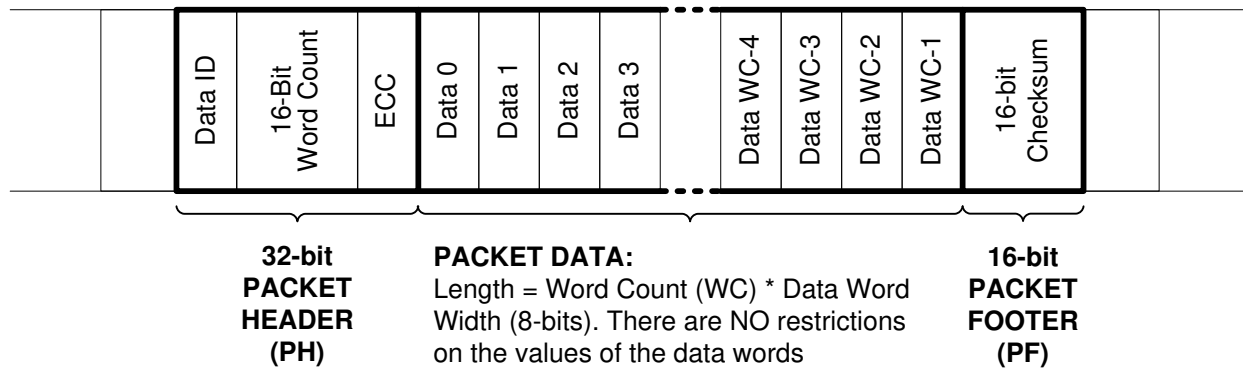 Data ID
16-Bit
Word Count
ECC
Data 0
Data 1
Data 2
Data 3
Data WC-4
Data WC-3
Data WC-2
Data WC-1
16-bit
Checksum
32-bit
PACKET
HEADER
(PH)
PACKET DATA:
Length = Word Count (WC) * Data Word
Width (8-bits). There are NO restrictions
on the values of the data words
16-bit
PACKET
FOOTER
(PF)